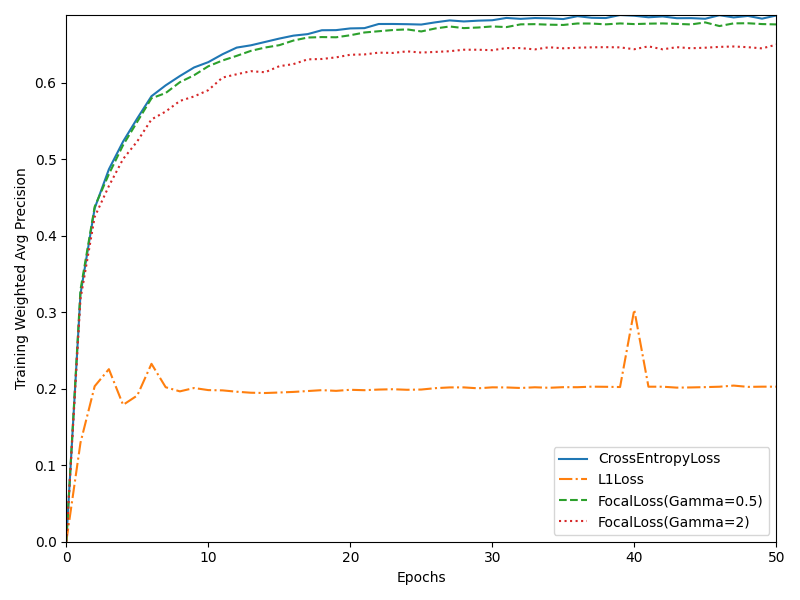 Training Weighted Avg Precision
0.6
0.5
0.4
0.3
0.2
0.1
0.0
0 10 20 30 40 50
Epochs
CrossEntropyLoss
L1Loss
FocalLoss(Gamma=0.5)
FocalLoss(Gamma=2)